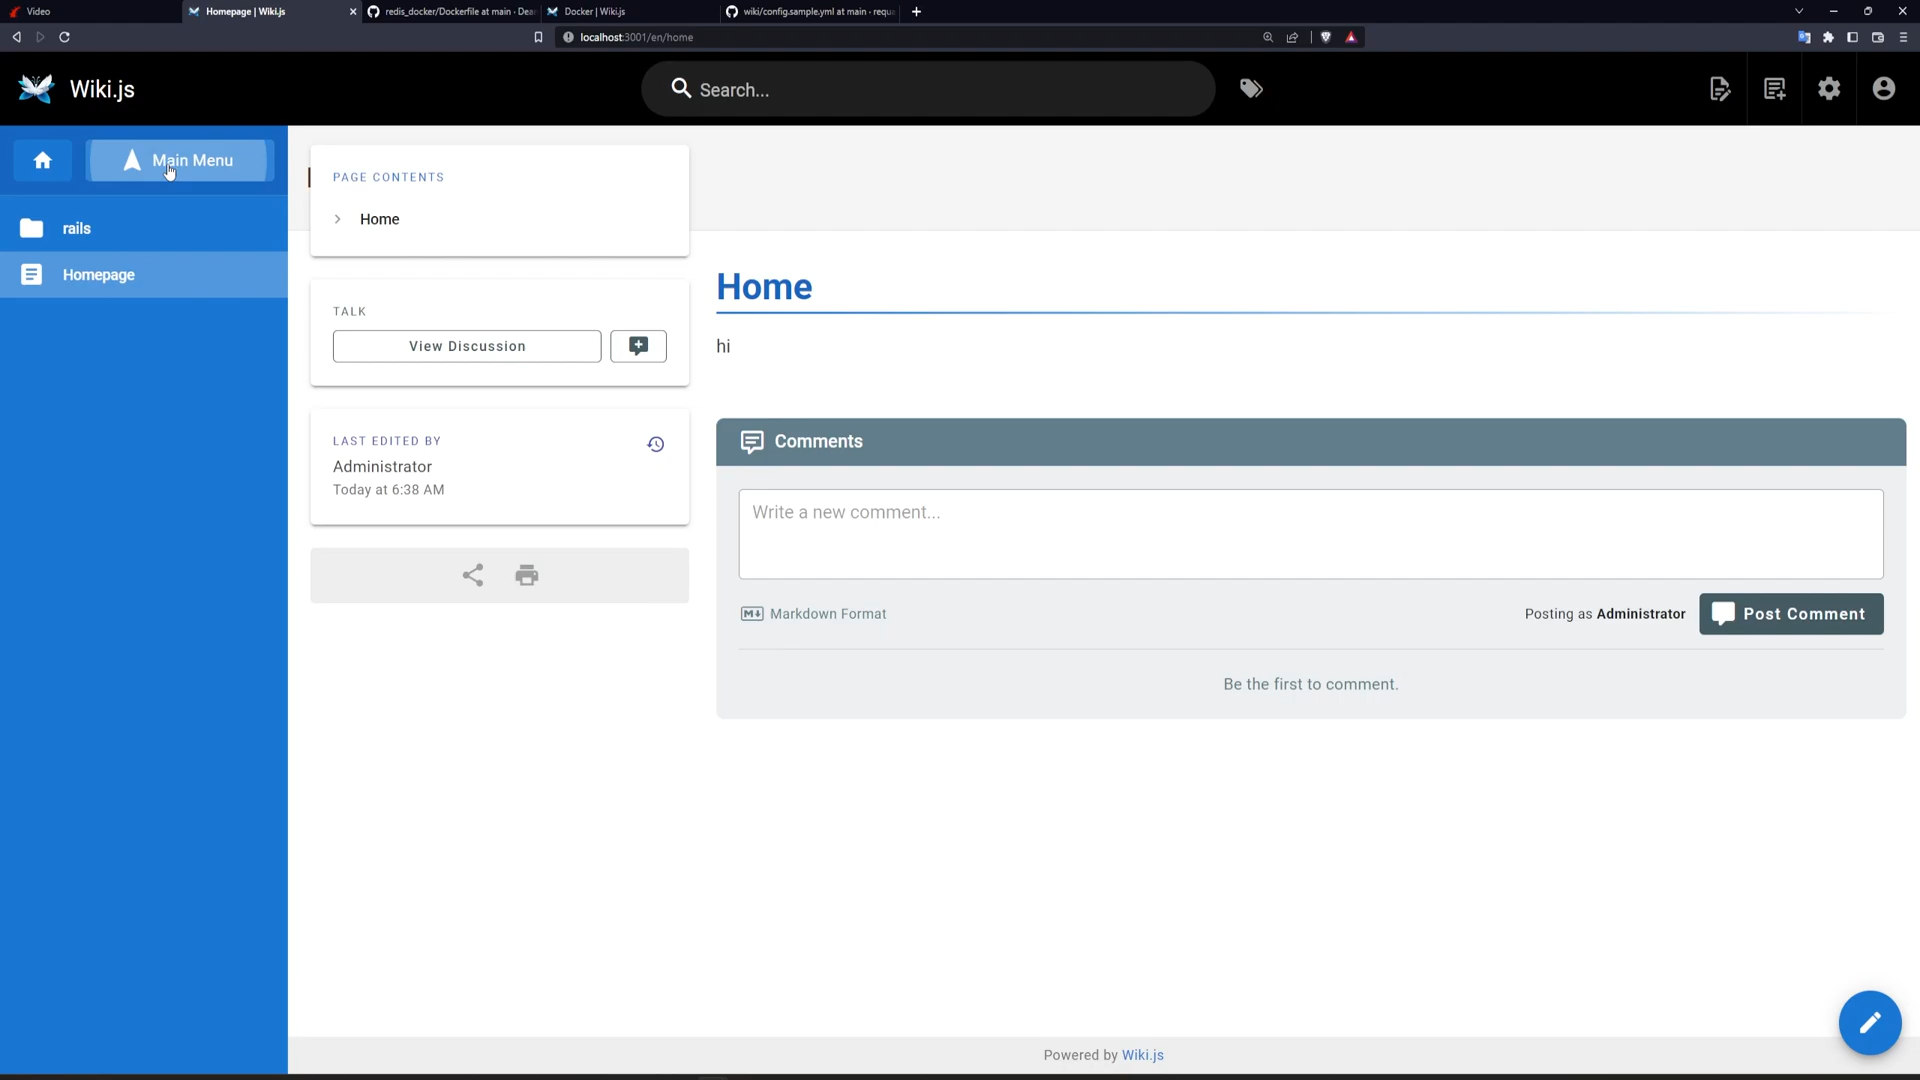 Video
Homepage | Wiki.js
redis_docker/Dockerfile at main · Dea
Docker | Wiki.js
wiki/config.sample.yml at main · requ
localhost:3001/en/home
Wiki.js
Search...
Main Menu
rails
Homepage
PAGE CONTENTS
Home
TALK
View Discussion
LAST EDITED BY
Administrator
Today at 6:38 AM
Home
hi
Comments
Write a new comment...
Markdown Format
Posting as Administrator
Post Comment
Be the first to comment.
Powered by Wiki.js